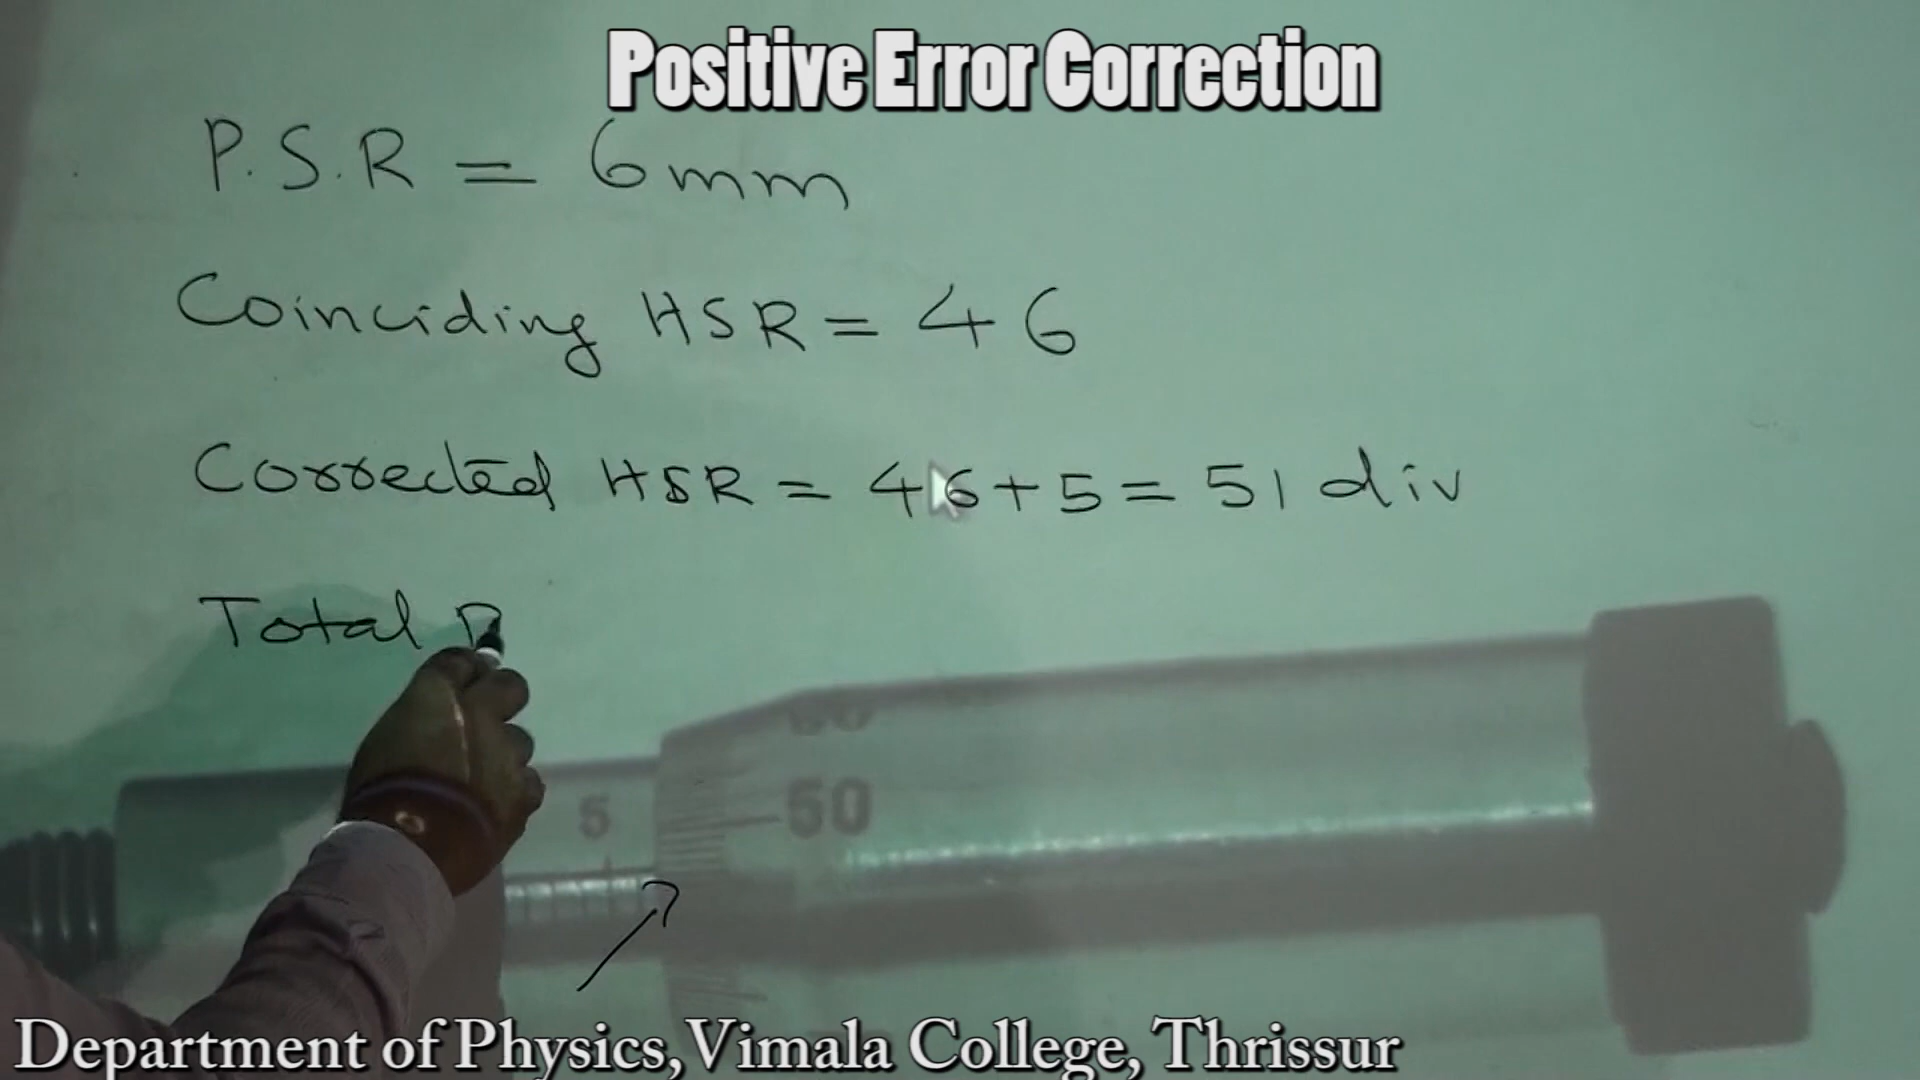 Positive Error Correction
P.S.R = 6mm
Coinciding HSR = 46
Corrected HSR = 46+5 = 51 div
Total
5
50
Department of Physics, Vimala College, Thrissur